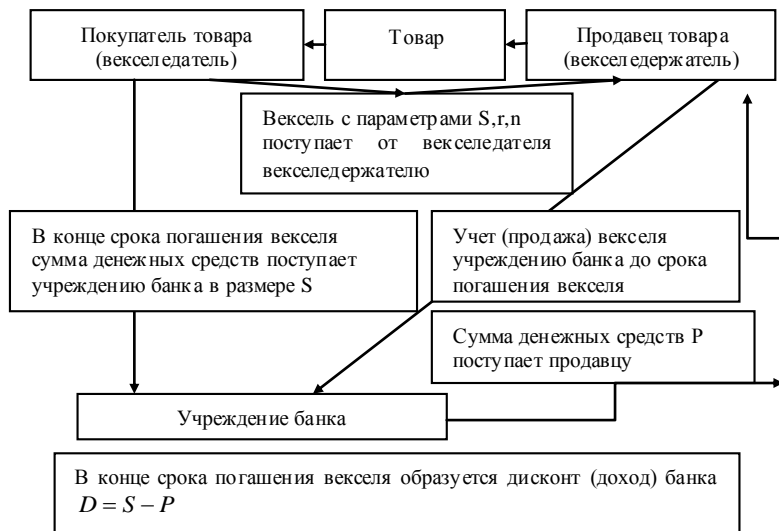 Покупатель товара
(векселедатель)
Товар
Продавец товара
(векселедержатель)
Вексель с параметрами S,r,n
поступает от векселедателя
векселедержателю
В конце срока погашения векселя
сумма денежных средств поступает
учреждению банка в размере S
Учет (продажа) векселя
учреждению банка до срока
погашения векселя
Сумма денежных средств P
поступает продавцу
Учреждение банка
В конце срока погашения векселя образуется дисконт (доход) банка
D = S − P